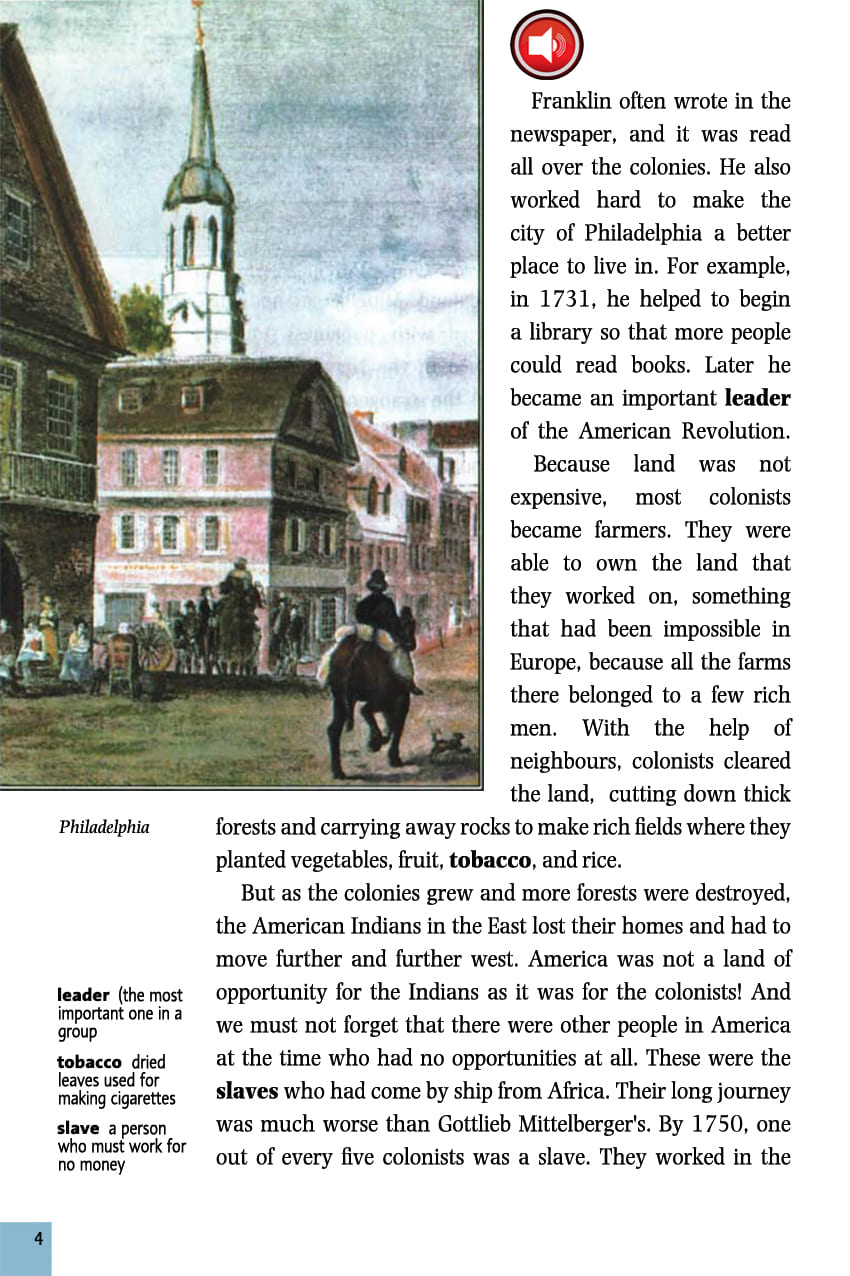 Franklin often wrote in the
newspaper, and it was read
all over the colonies. He also
worked hard to make the
city of Philadelphia a better
place to live in. For example,
in 1731, he helped to begin
a library so that more people
could read books. Later he
became an important leader
of the American Revolution.
Because land was not
expensive, most colonists
became farmers. They were
able to own the land that
they worked on, something
that had been impossible in
Europe, because all the farms
there belonged to a few rich
men. With the help of
neighbours, colonists cleared
the land, cutting down thick
forests and carrying away rocks to make rich fields where they
planted vegetables, fruit, tobacco, and rice.
But as the colonies grew and more forests were destroyed,
the American Indians in the East lost their homes and had to
move further and further west. America was not a land of
opportunity for the Indians as it was for the colonists! And
we must not forget that there were other people in America
at the time who had no opportunities at all. These were the
slaves who had come by ship from Africa. Their long journey
was much worse than Gottlieb Mittelberger's. By 1750, one
out of every five colonists was a slave. They worked in the
Philadelphia
leader (the most
important one in a
group
tobacco dried
leaves used for
making cigarettes
slave a person
who must work for
no money
4